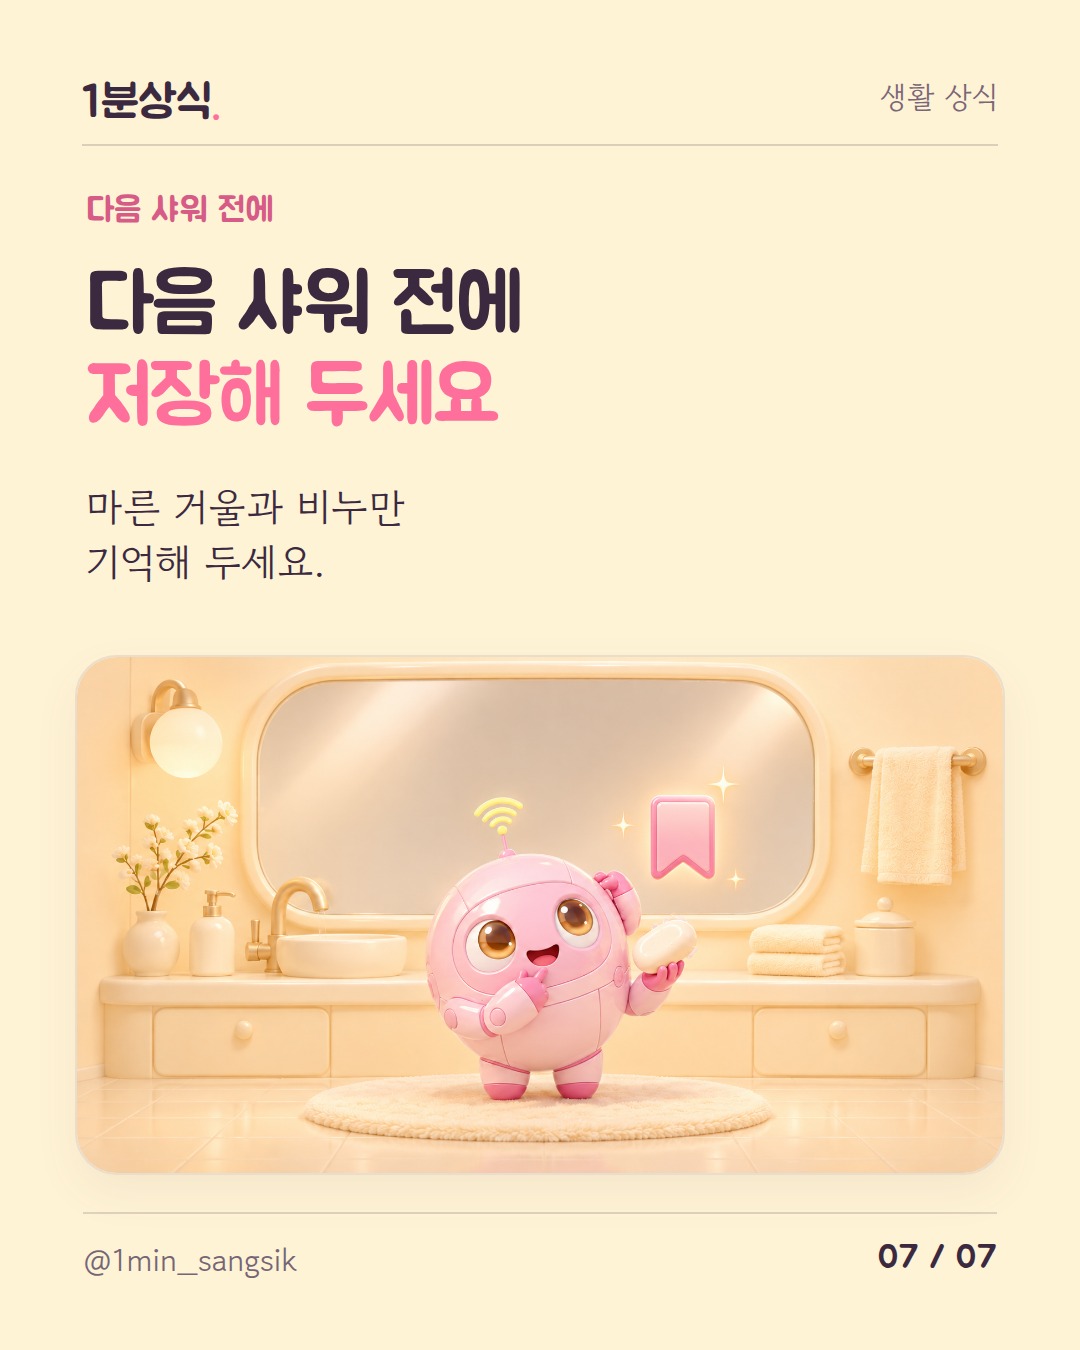 1분상식.
생활 상식
다음 샤워 전에
다음 샤워 전에
저장해 두세요
마른 거울과 비누만
기억해 두세요.
@1min_sangsik
07 / 07